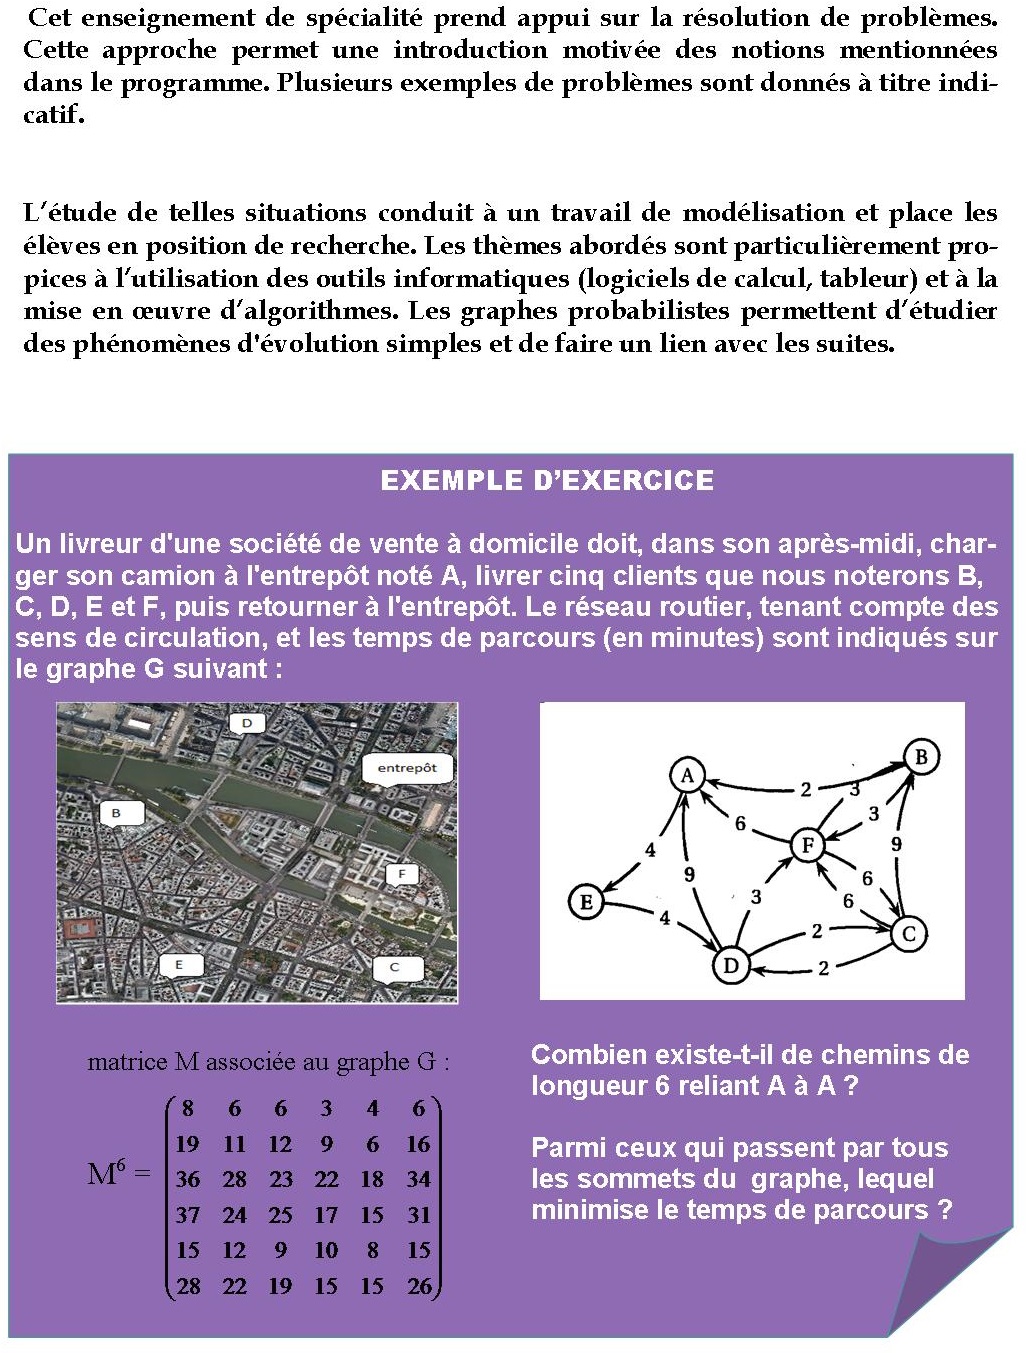 Cet enseignement de spécialité prend appui sur la résolution de problèmes.
Cette approche permet une introduction motivée des notions mentionnées
dans le programme. Plusieurs exemples de problèmes sont donnés à titre indi-
catif.
L’étude de telles situations conduit à un travail de modélisation et place les
élèves en position de recherche. Les thèmes abordés sont particulièrement pro-
pices à l’utilisation des outils informatiques (logiciels de calcul, tableur) et à la
mise en œuvre d’algorithmes. Les graphes probabilistes permettent d’étudier
des phénomènes d'évolution simples et de faire un lien avec les suites.
EXEMPLE D’EXERCICE
Un livreur d'une société de vente à domicile doit, dans son après-midi, char-
ger son camion à l'entrepôt noté A, livrer cinq clients que nous noterons B,
C, D, E et F, puis retourner à l'entrepôt. Le réseau routier, tenant compte des
sens de circulation, et les temps de parcours (en minutes) sont indiqués sur
le graphe G suivant :
D
entrepôt
B
F
E
C
B
A
2
3
3
6
F
9
4
9
6
E
3
6
4
2
C
D
2
matrice M associée au graphe G :
M⁶ =
8 6 6 3 4 6
19 11 12 9 6 16
36 28 23 22 18 34
37 24 25 17 15 31
15 12 9 10 8 15
28 22 19 15 15 26
Combien existe-t-il de chemins de
longueur 6 reliant A à A ?
Parmi ceux qui passent par tous
les sommets du graphe, lequel
minimise le temps de parcours ?